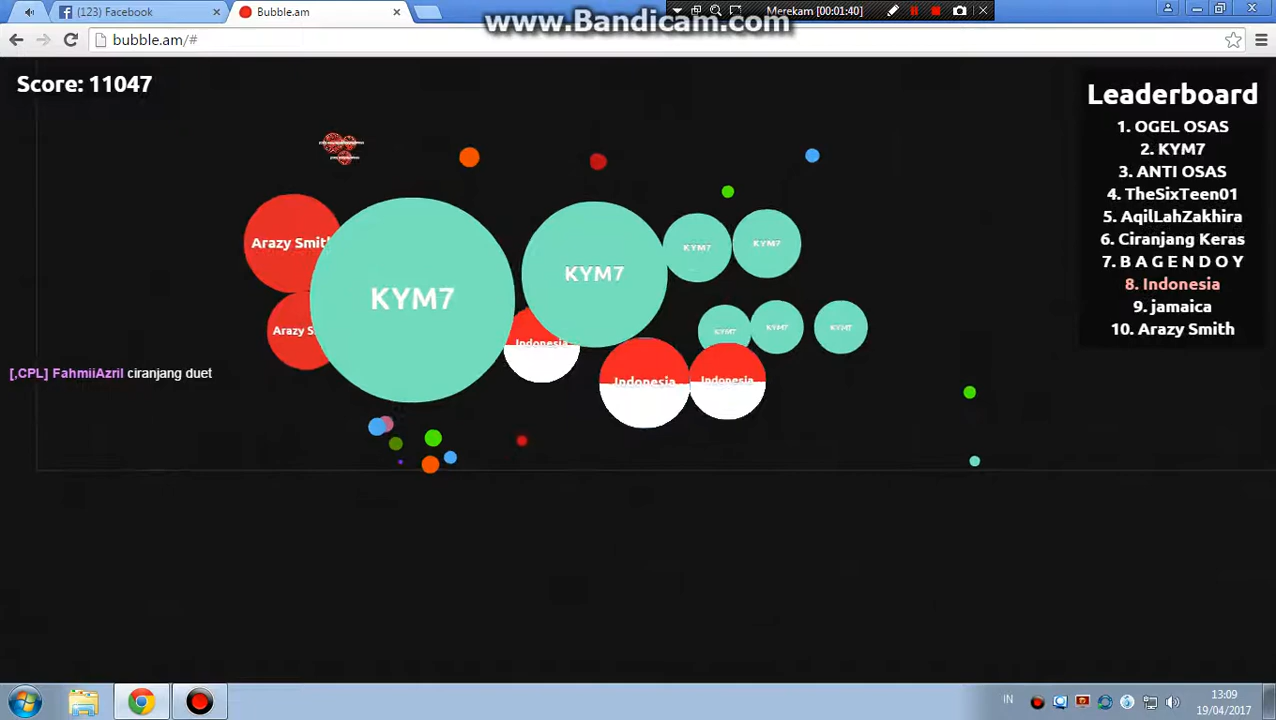 (123) Facebook
Bubble.am
www.Bandicam.com
Merekam [00:01:40]
bubble.am/#
Score: 11047
Leaderboard
1. OGEL OSAS
2. KYM7
3. ANTI OSAS
4. TheSixTeen01
5. AqilLahZakhira
6. Ciranjang Keras
7. B A G E N D O Y
8. Indonesia
9. jamaica
10. Arazy Smith
Arazy Smith
KYM7
KYM7
KYM7
KYM7
Arazy S
Indonesia
KYM7
KYM7
KYM7
Indonesia
Indonesia
[,CPL] FahmiiAzril ciranjang duet
IN
13:09
19/04/2017